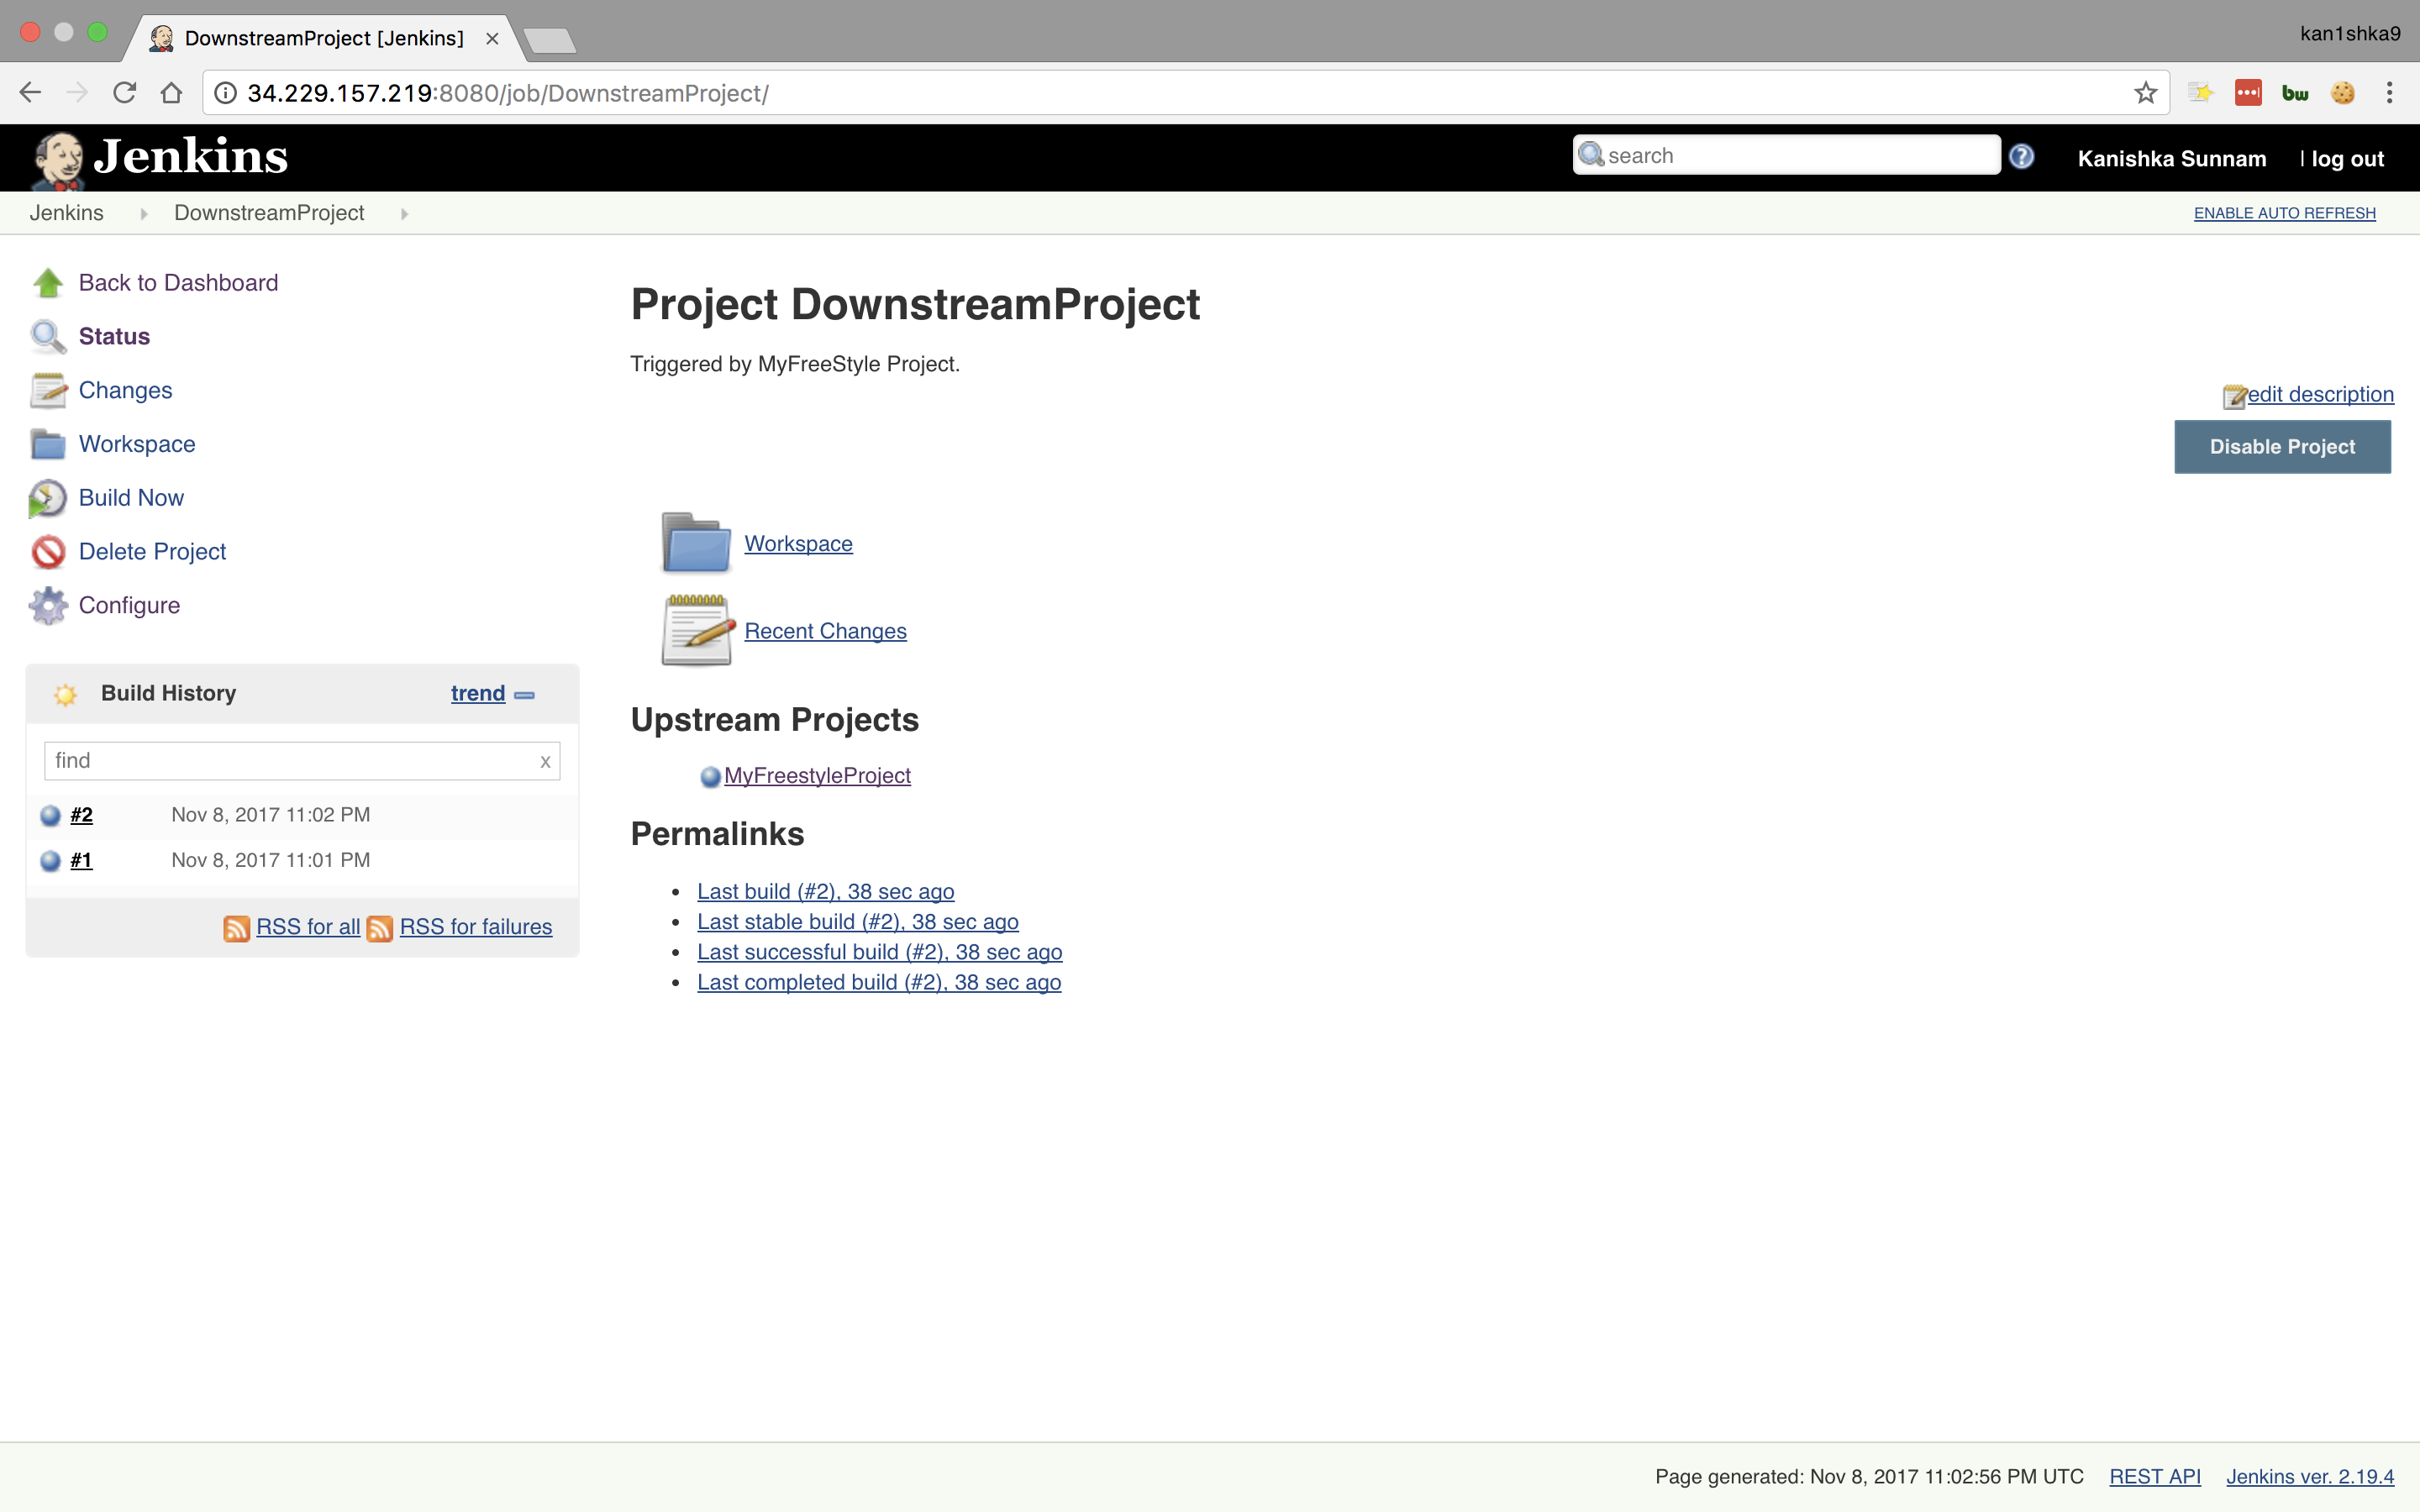 DownstreamProject [Jenkins]
kan1shka9
34.229.157.219:8080/job/DownstreamProject/
bw
Jenkins
search
Kanishka Sunnam | log out
Jenkins DownstreamProject
ENABLE AUTO REFRESH
Back to Dashboard
Status
Changes
Workspace
Build Now
Delete Project
Configure
Build History trend
find x
#2 Nov 8, 2017 11:02 PM
#1 Nov 8, 2017 11:01 PM
RSS for all RSS for failures
Project DownstreamProject
Triggered by MyFreeStyle Project.
edit description
Disable Project
Workspace
Recent Changes
Upstream Projects
MyFreestyleProject
Permalinks
Last build (#2), 38 sec ago
Last stable build (#2), 38 sec ago
Last successful build (#2), 38 sec ago
Last completed build (#2), 38 sec ago
Page generated: Nov 8, 2017 11:02:56 PM UTC REST API Jenkins ver. 2.19.4